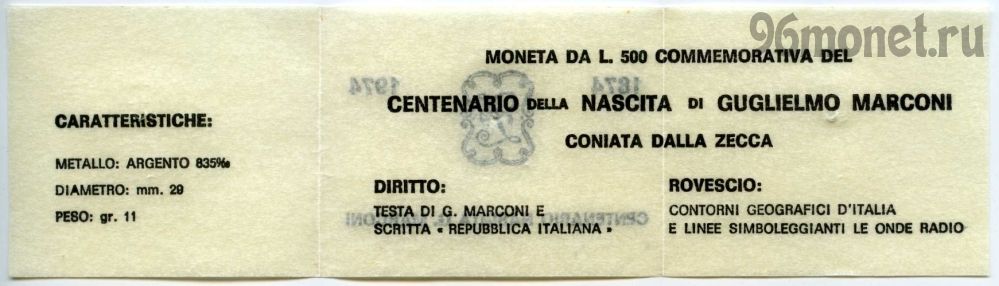 96monet.ru
MONETA DA L. 500 COMMEMORATIVA DEL
1874 1974
CENTENARIO DELLA NASCITA DI GUGLIELMO MARCONI
CONIATA DALLA ZECCA
CARATTERiSTICHE:
METALLO: ARGENTO 835‰
DIAMETRO: mm. 29
PESO: gr. 11
DIRITTO:
TESTA DI G. MARCONI E
SCRITTA « REPUBBLICA ITALIANA »
ROVESCIO:
CONTORNI GEOGRAFICI D'ITALIA
E LINEE SIMBOLEGGIANTI LE ONDE RADIO